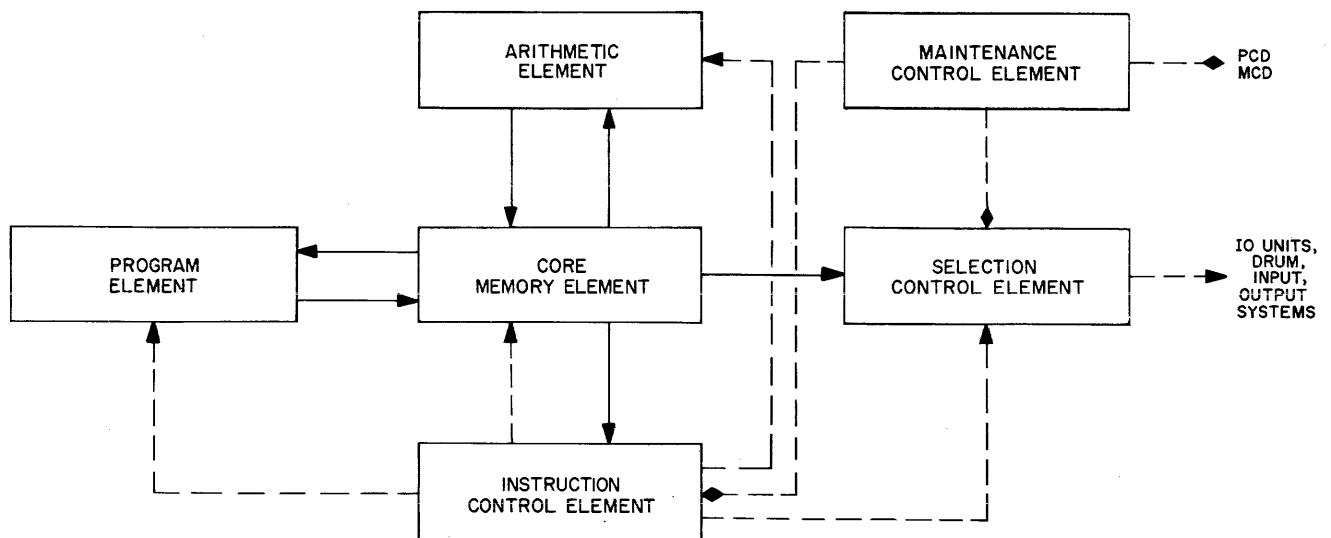 ARITHMETIC
ELEMENT
MAINTENANCE
CONTROL ELEMENT
PCD
MCD
PROGRAM
ELEMENT
CORE
MEMORY ELEMENT
SELECTION
CONTROL ELEMENT
IO UNITS,
DRUM,
INPUT,
OUTPUT
SYSTEMS
INSTRUCTION
CONTROL ELEMENT